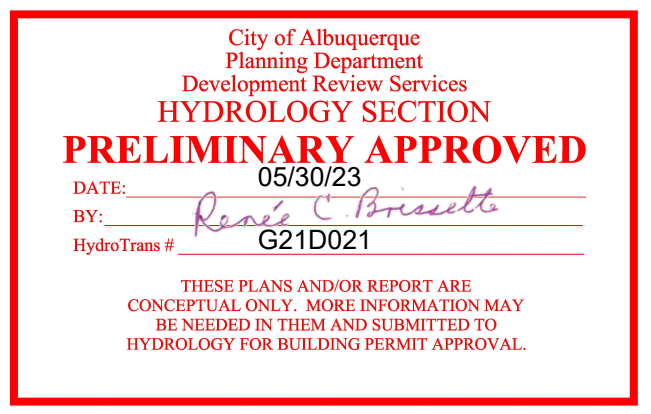 City of Albuquerque
Planning Department
Development Review Services
HYDROLOGY SECTION
PRELIMINARY APPROVED
DATE: 05/30/23
BY: Renée C. Brissette
HydroTrans # G21D021
THESE PLANS AND/OR REPORT ARE
CONCEPTUAL ONLY. MORE INFORMATION MAY
BE NEEDED IN THEM AND SUBMITTED TO
HYDROLOGY FOR BUILDING PERMIT APPROVAL.